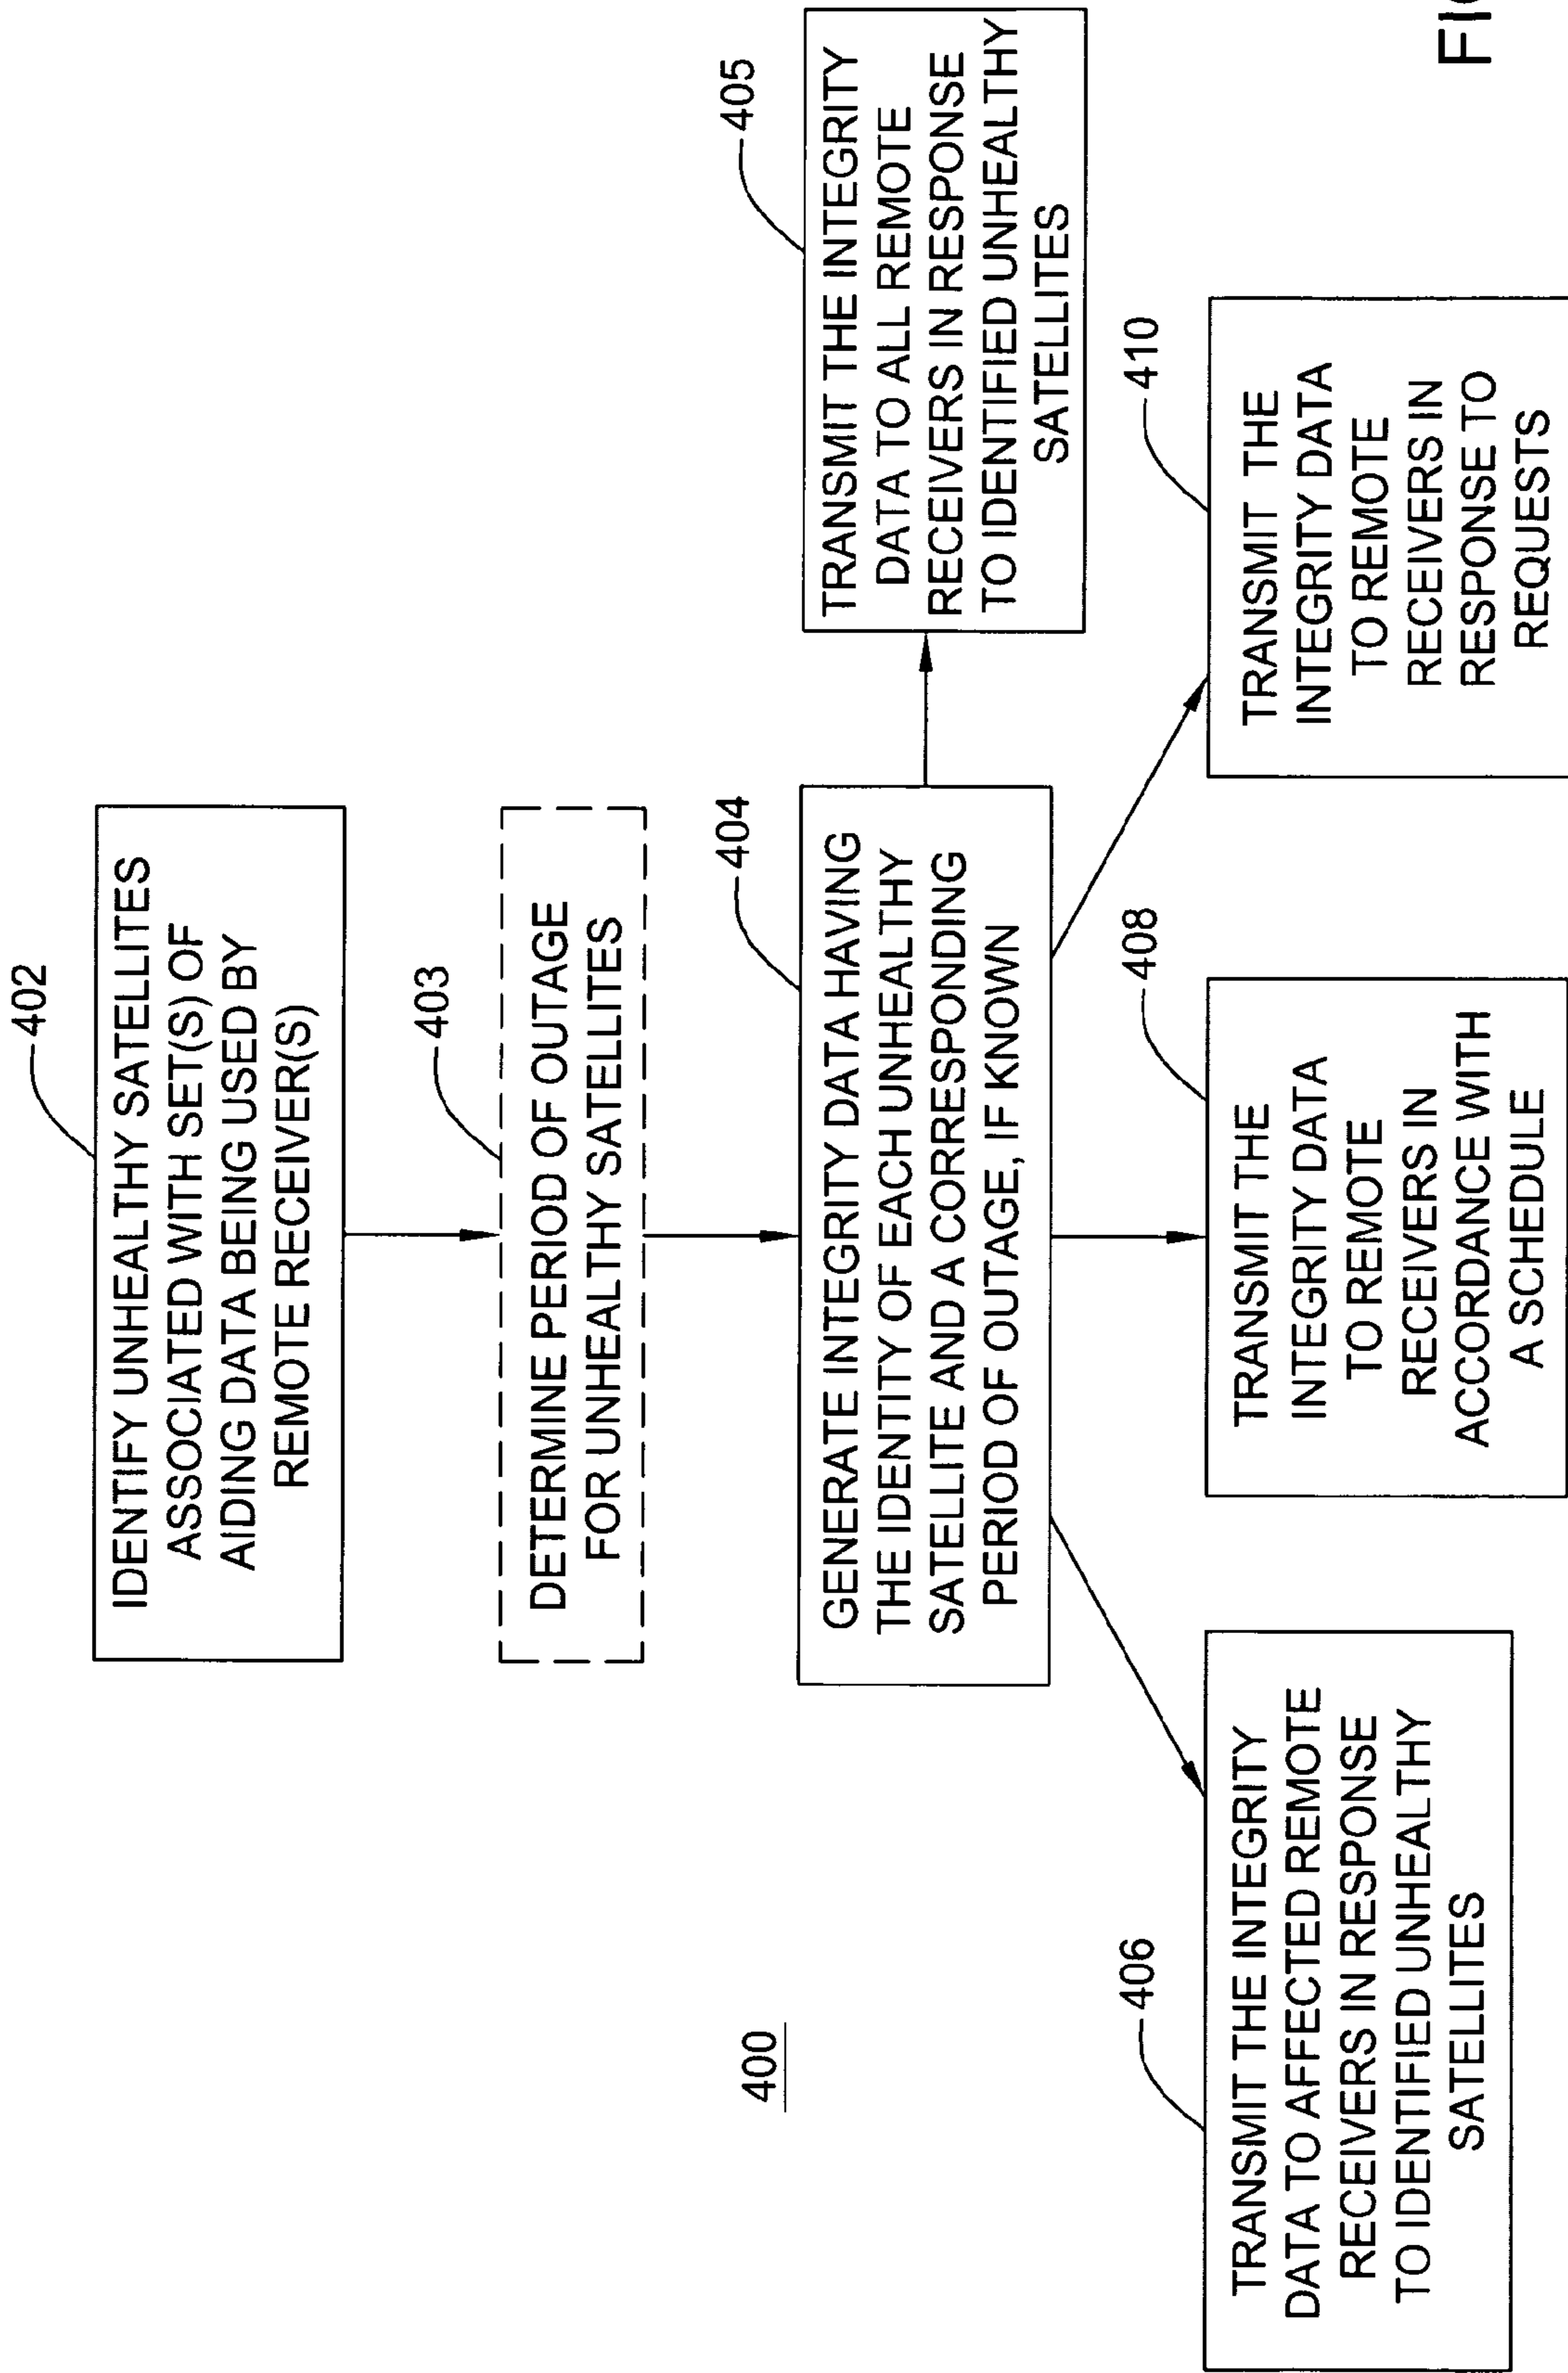 402
IDENTIFY UNHEALTHY SATELLITES
ASSOCIATED WITH SET(S) OF
AIDING DATA BEING USED BY
REMOTE RECEIVER(S)
403
DETERMINE PERIOD OF OUTAGE
FOR UNHEALTHY SATELLITES
400
404
GENERATE INTEGRITY DATA HAVING
THE IDENTITY OF EACH UNHEALTHY
SATELLITE AND A CORRESPONDING
PERIOD OF OUTAGE, IF KNOWN
405
TRANSMIT THE INTEGRITY
DATA TO ALL REMOTE
RECEIVERS IN RESPONSE
TO IDENTIFIED UNHEALTHY
SATELLITES
406
TRANSMIT THE INTEGRITY
DATA TO AFFECTED REMOTE
RECEIVERS IN RESPONSE
TO IDENTIFIED UNHEALTHY
SATELLITES
408
TRANSMIT THE
INTEGRITY DATA
TO REMOTE
RECEIVERS IN
ACCORDANCE WITH
A SCHEDULE
410
TRANSMIT THE
INTEGRITY DATA
TO REMOTE
RECEIVERS IN
RESPONSE TO
REQUESTS